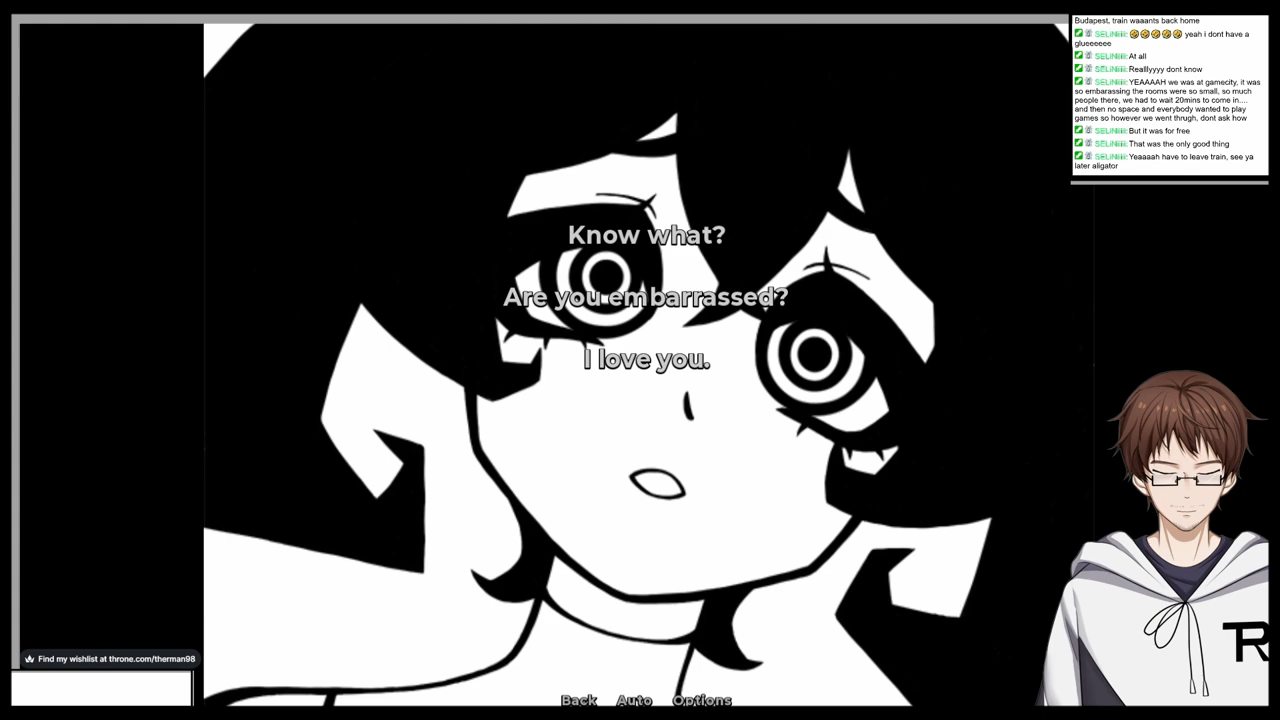 Budapest, train waaants back home
SELiNiiii: 🤣🤣🤣🤣🤣 yeah i dont have a
glueeeeee
SELiNiiii: At all
SELiNiiii: Realllyyyy dont know
SELiNiiii: YEAAAAH we was at gamecity, it was
so embarassing the rooms were so small, so much
people there, we had to wait 20mins to come in....
and then no space and everybody wanted to play
games so however we went thrugh, dont ask how
SELiNiiii: But it was for free
SELiNiiii: That was the only good thing
SELiNiiii: Yeaaaah have to leave train, see ya
later aligator
Know what?
Are you embarrassed?
I love you.
R
Find my wishlist at throne.com/therman98
Back Auto Options